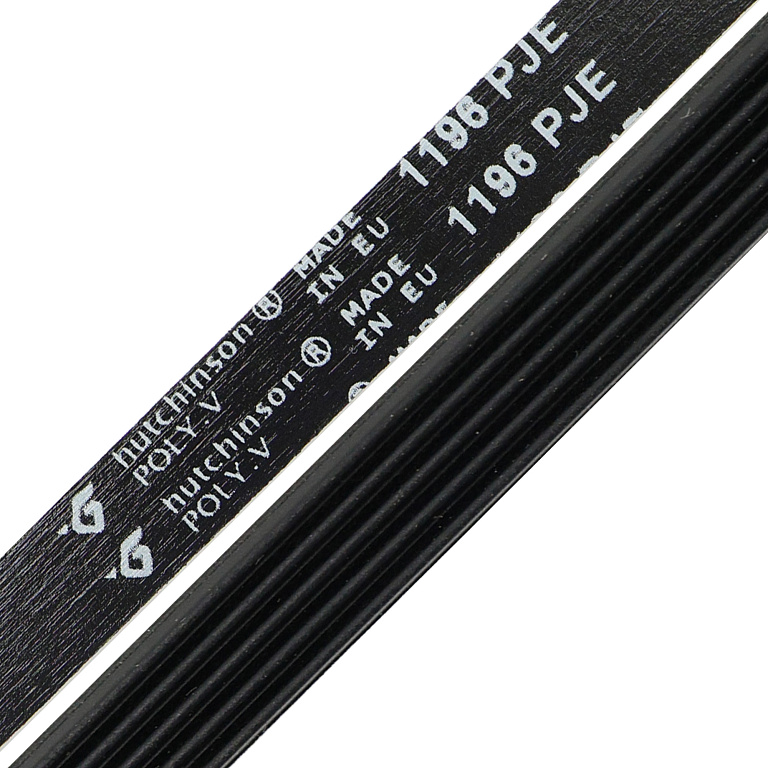 hutchinson ® MADE 1196 PJE
POLY.V IN EU
hutchinson ® MADE 1196 PJE
POLY.V IN EU